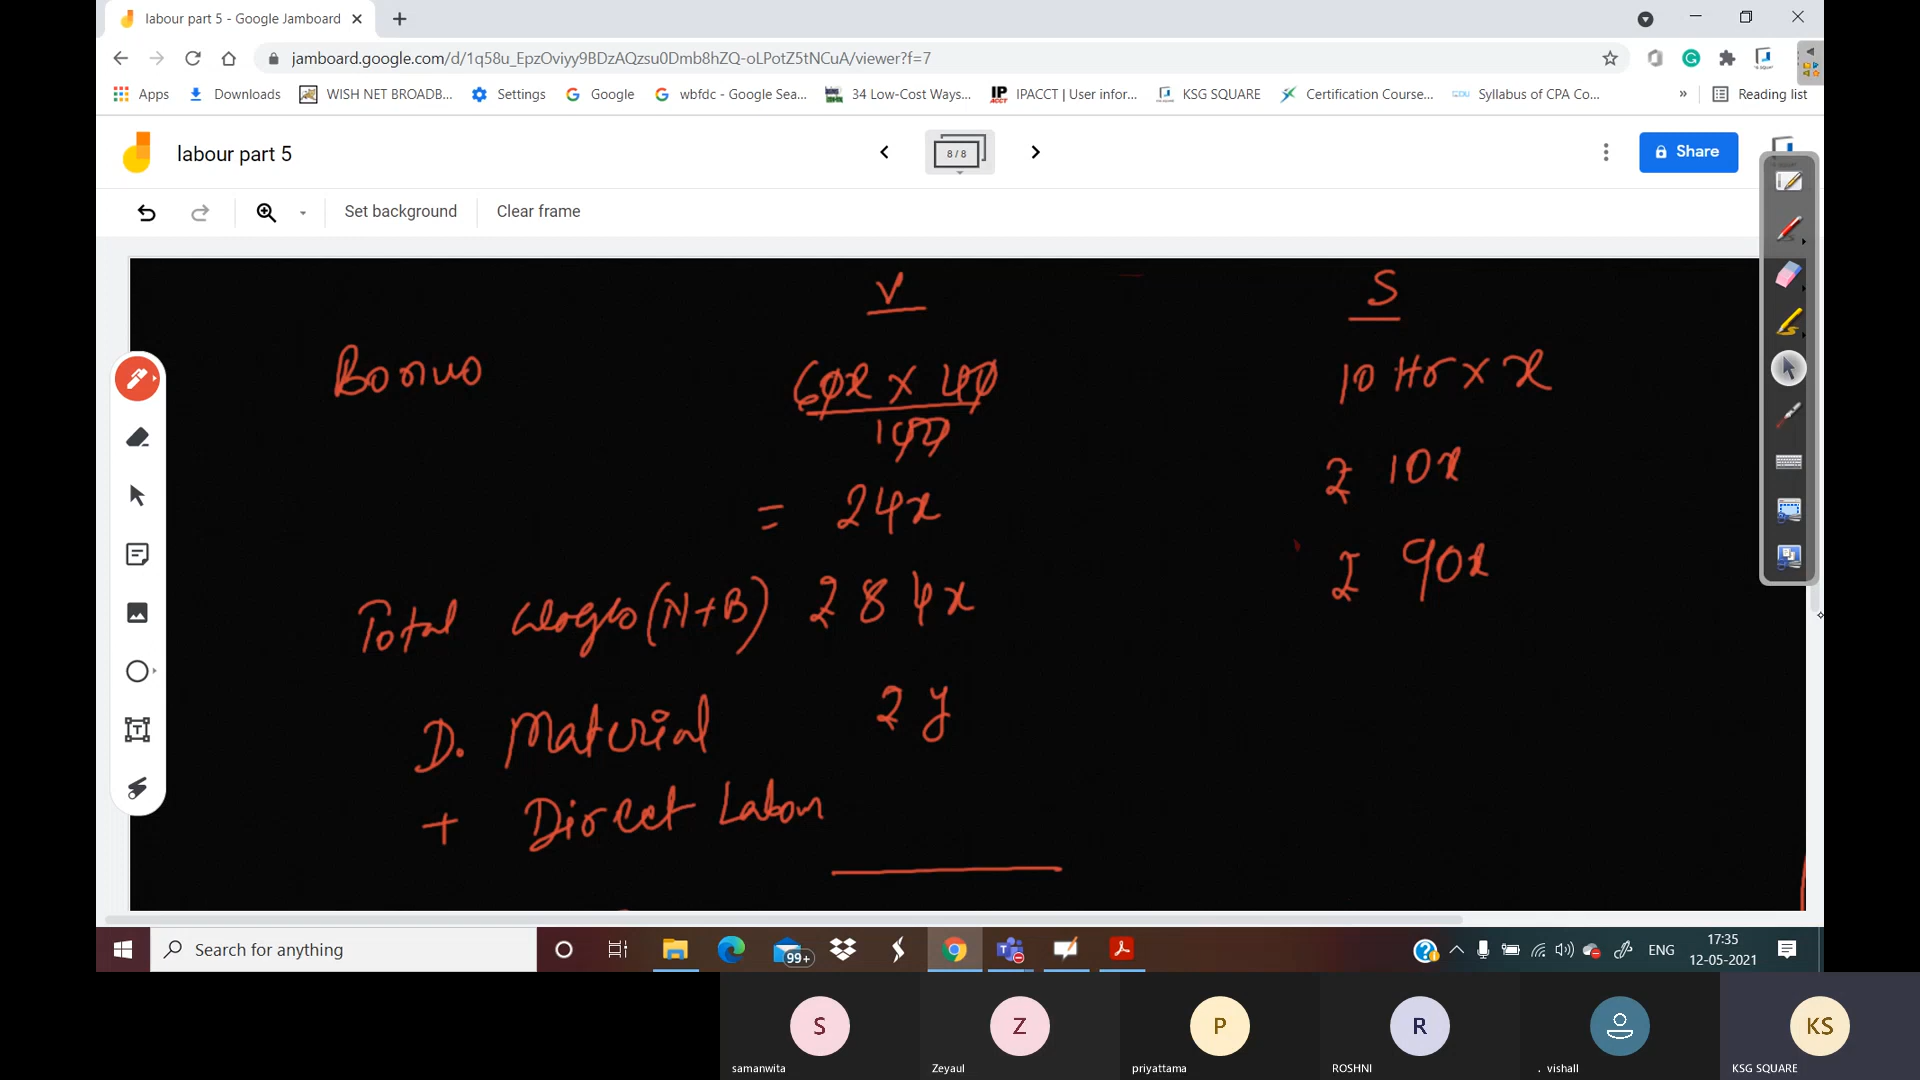 labour part 5 - Google Jamboard
jamboard.google.com/d/1q58u_EpzOviyy9BDzAQzsu0Dmb8hZQ-oLPotZ5tNCuA/viewer?f=7
Apps Downloads WISH NET BROADB... Settings Google wbfdc - Google Sea... 34 Low-Cost Ways... IPACCT | User infor... KSG SQUARE Certification Course... Syllabus of CPA Co... » Reading list
labour part 5 8 / 8 Share
Set background Clear frame
V S
Bonus 60x × 40 10 Hr × x
100
= 24x = 10x
= 90x
Total Wages (N+B) = 84x
D. Material = y
+ Direct Labour
Search for anything 99+ ENG 17:35
12-05-2021
S Z P R KS
samanwita Zeyaul priyattama ROSHNI . vishall KSG SQUARE